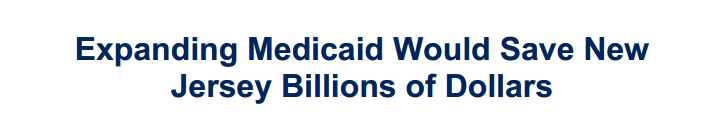 Expanding Medicaid Would Save New
Jersey Billions of Dollars